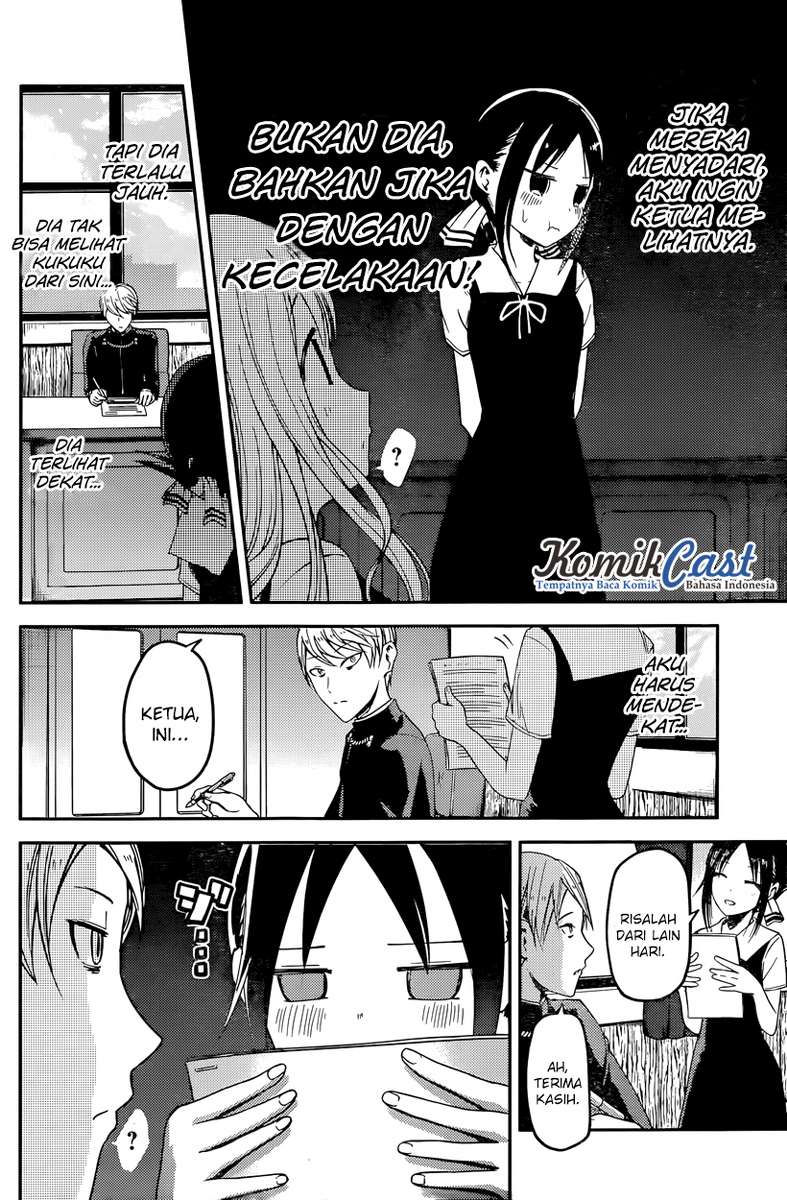 JIKA
MEREKA
MENYADARI,
AKU INGIN
KETUA ME-
LIHATNYA.
BUKAN DIA,
BAHKAN JIKA
DENGAN
KECELAKAAN!
?
TAPI DIA
TERLALU
JAUH.
DIA TAK
BISA MELIHAT
KUKUKU
DARI SINI...
DIA
TERLIHAT
DEKAT...
KomikCast
Tempatnya Baca Komik Bahasa Indonesia
AKU
HARUS
MENDE-
KAT...
KETUA,
INI...
RISALAH
DARI LAIN
HARI.
AH,
TERIMA
KASIH.
ジo○○○
?